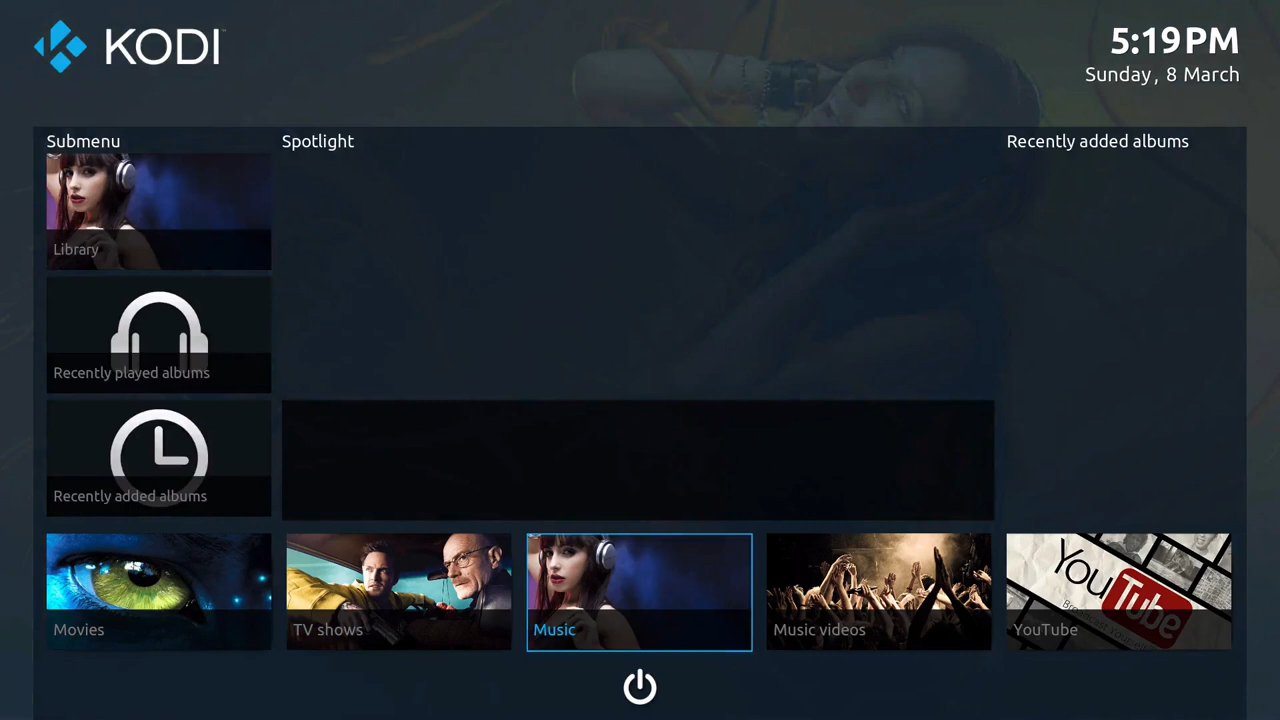 KODI
5:19PM
Sunday, 8 March
Submenu
Spotlight
Recently added albums
Library
Recently played albums
Recently added albums
Movies
TV shows
Music
Music videos
YouTube
YouTube